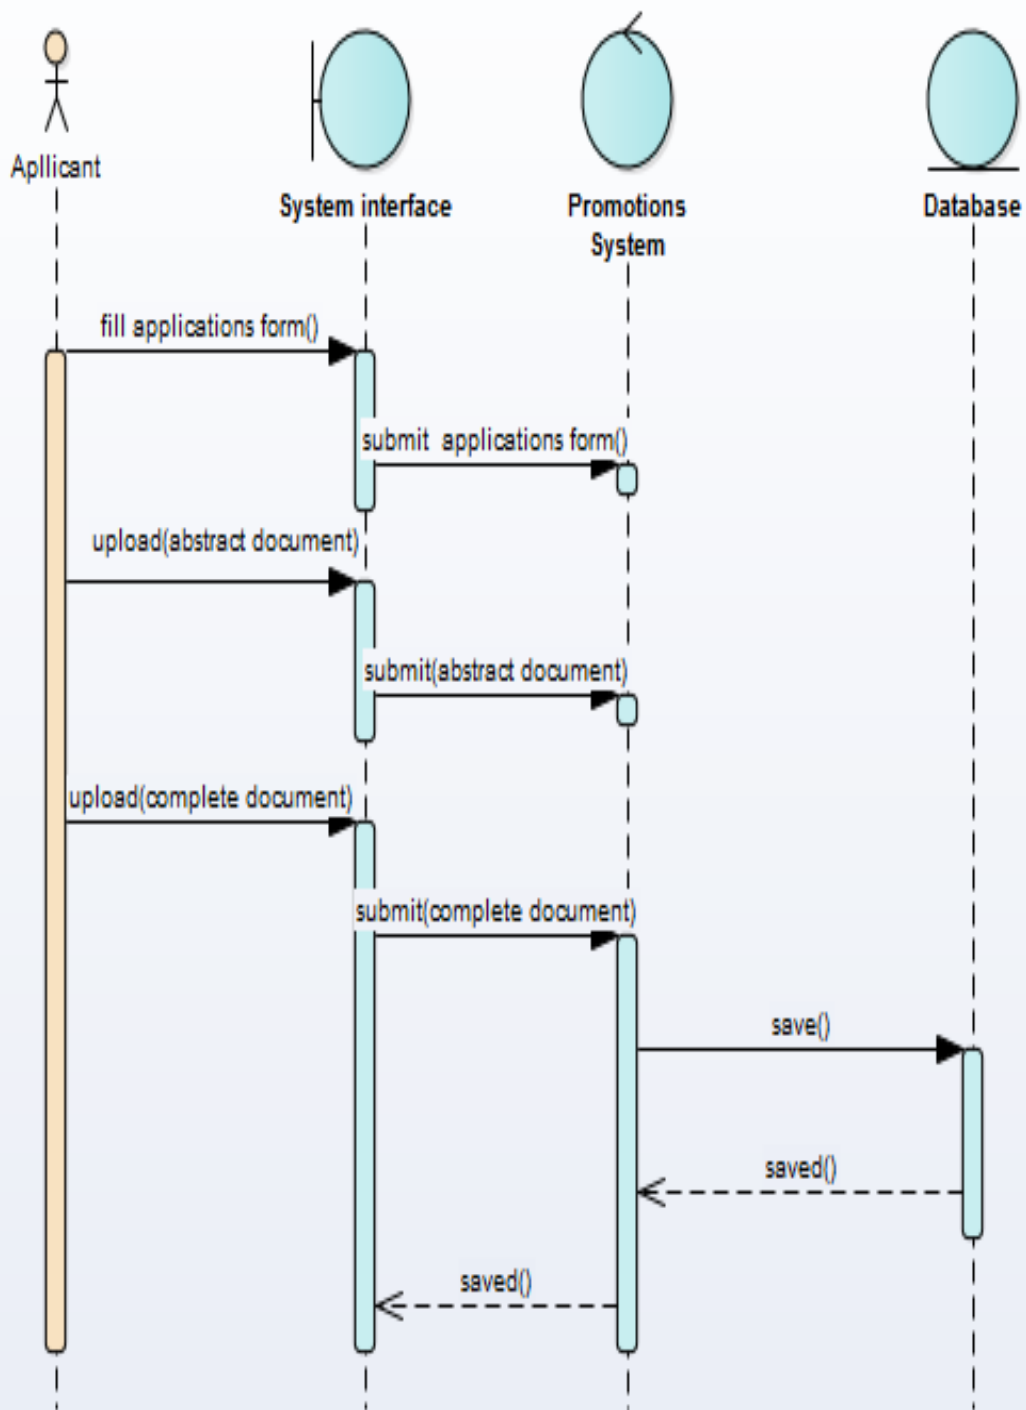 Apllicant
System interface
Promotions
System
Database
fill applications form()
submit applications form()
upload(abstract document)
submit(abstract document)
upload(complete document)
submit(complete document)
save()
saved()
saved()